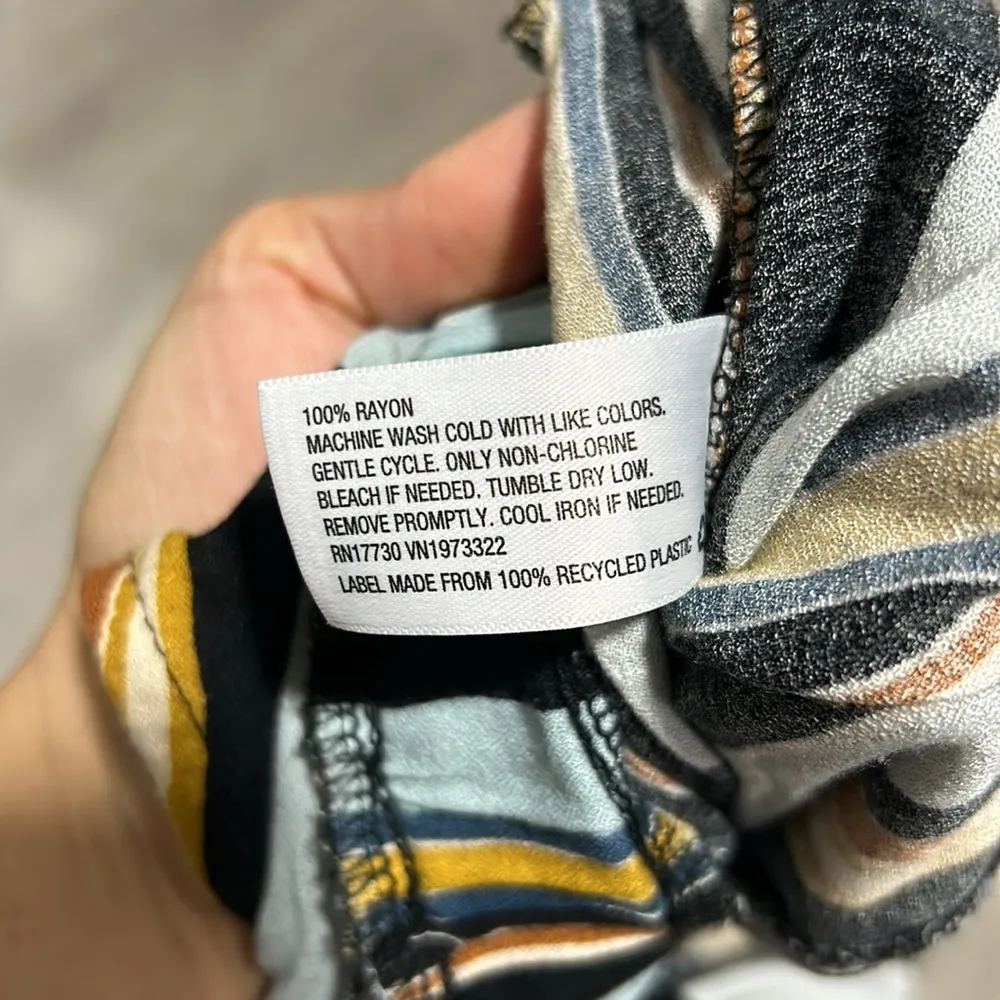 100% RAYON
MACHINE WASH COLD WITH LIKE COLORS.
GENTLE CYCLE. ONLY NON-CHLORINE
BLEACH IF NEEDED. TUMBLE DRY LOW.
REMOVE PROMPTLY. COOL IRON IF NEEDED.
RN17730 VN1973322
LABEL MADE FROM 100% RECYCLED PLASTIC